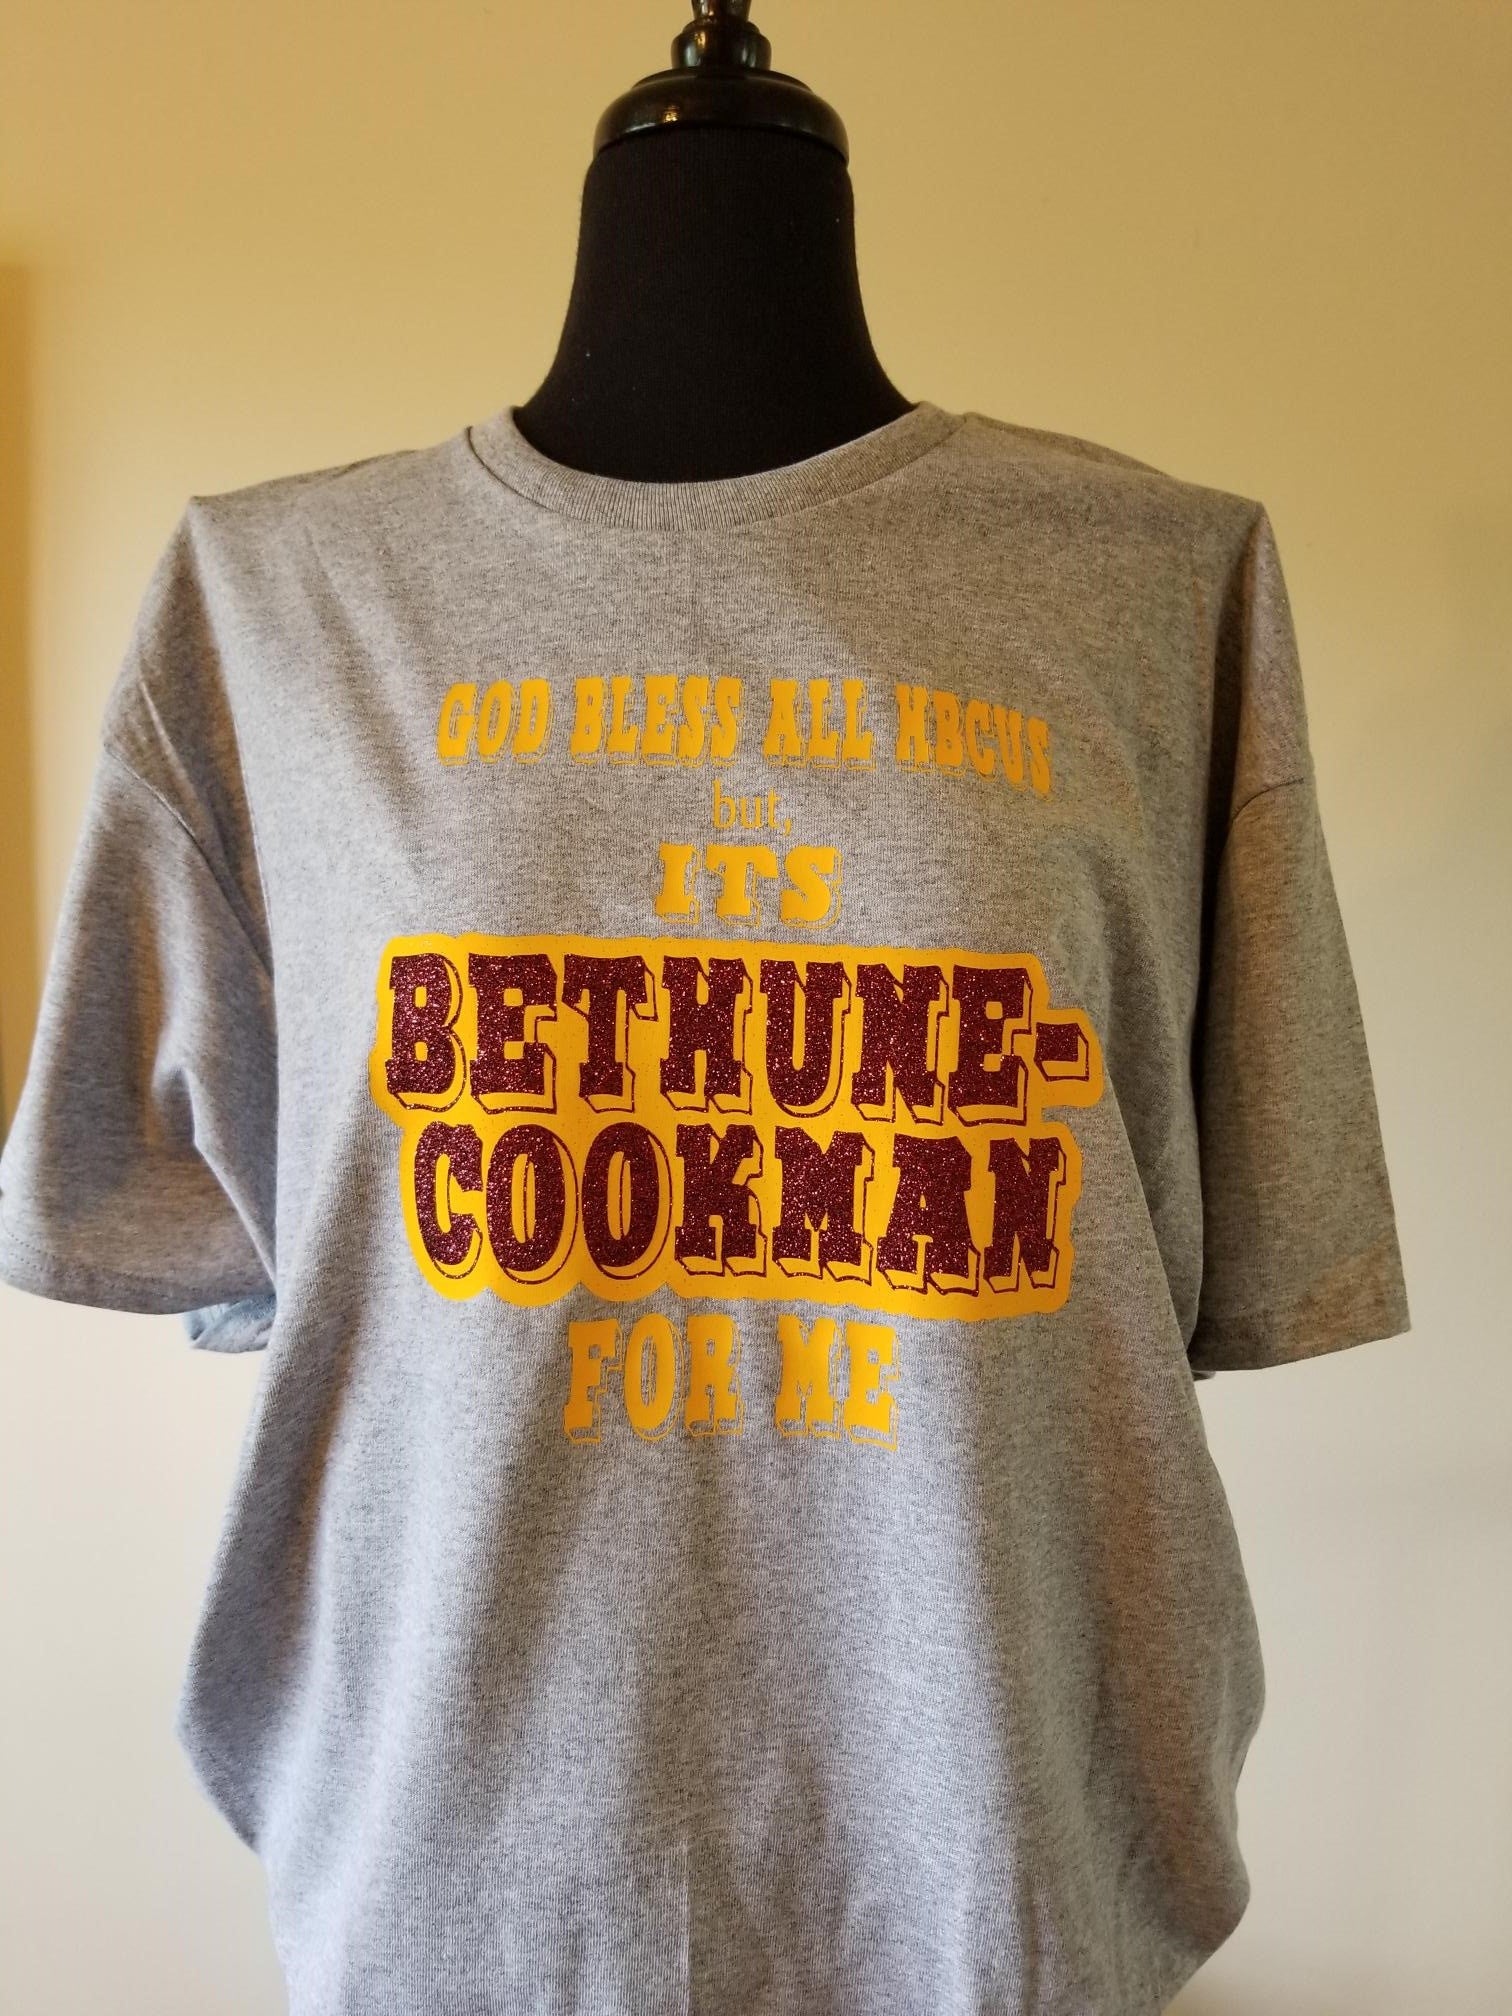 GOD BLESS ALL HBCUS
but,
ITS
BETHUNE-
COOKMAN
FOR ME